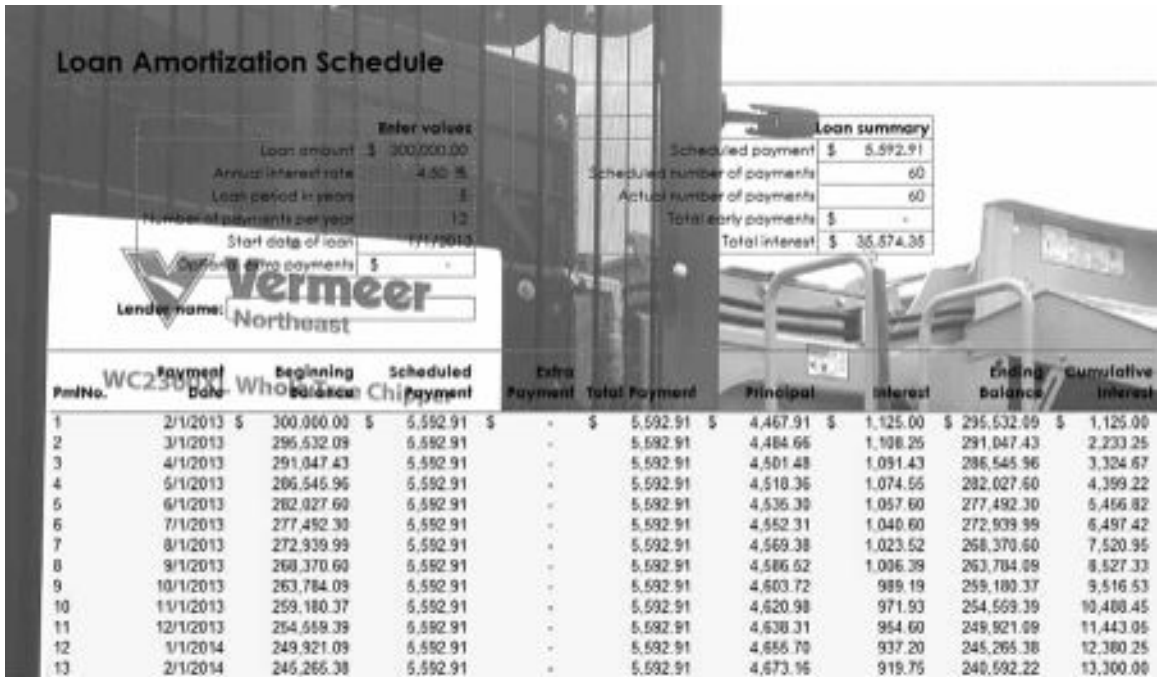 Loan Amortization Schedule
Enter values
Loan summary
Loan amount $ 300,000.00
Scheduled payment $ 5,592.91
Annual interest rate 4.50 %
Scheduled number of payments 60
Loan period in years 5
Actual number of payments 60
Number of payments per year 12
Total early payments $ -
Start date of loan 1/1/2013
Total interest $ 35,574.35
Optional extra payments $ -
Vermeer
Lender name:
Northeast
WC2300XL Whole Tree Chipper
PmtNo. Payment Date Beginning Balance Scheduled Payment Extra Payment Total Payment Principal Interest Ending Balance Cumulative Interest
1 2/1/2013 $ 300,000.00 $ 5,592.91 $ - $ 5,592.91 $ 4,467.91 $ 1,125.00 $ 295,532.09 $ 1,125.00
2 3/1/2013 295,532.09 5,592.91 - 5,592.91 4,484.66 1,108.25 291,047.43 2,233.25
3 4/1/2013 291,047.43 5,592.91 - 5,592.91 4,501.48 1,091.43 286,545.96 3,324.67
4 5/1/2013 286,545.96 5,592.91 - 5,592.91 4,518.36 1,074.55 282,027.60 4,399.22
5 6/1/2013 282,027.60 5,592.91 - 5,592.91 4,535.30 1,057.60 277,492.30 5,456.82
6 7/1/2013 277,492.30 5,592.91 - 5,592.91 4,552.31 1,040.60 272,939.99 6,497.42
7 8/1/2013 272,939.99 5,592.91 - 5,592.91 4,569.38 1,023.52 268,370.60 7,520.95
8 9/1/2013 268,370.60 5,592.91 - 5,592.91 4,586.52 1,006.39 263,784.09 8,527.33
9 10/1/2013 263,784.09 5,592.91 - 5,592.91 4,603.72 989.19 259,180.37 9,516.53
10 11/1/2013 259,180.37 5,592.91 - 5,592.91 4,620.98 971.93 254,559.39 10,488.45
11 12/1/2013 254,559.39 5,592.91 - 5,592.91 4,638.31 954.60 249,921.09 11,443.05
12 1/1/2014 249,921.09 5,592.91 - 5,592.91 4,655.70 937.20 245,265.38 12,380.25
13 2/1/2014 245,265.38 5,592.91 - 5,592.91 4,673.16 919.75 240,592.22 13,300.00